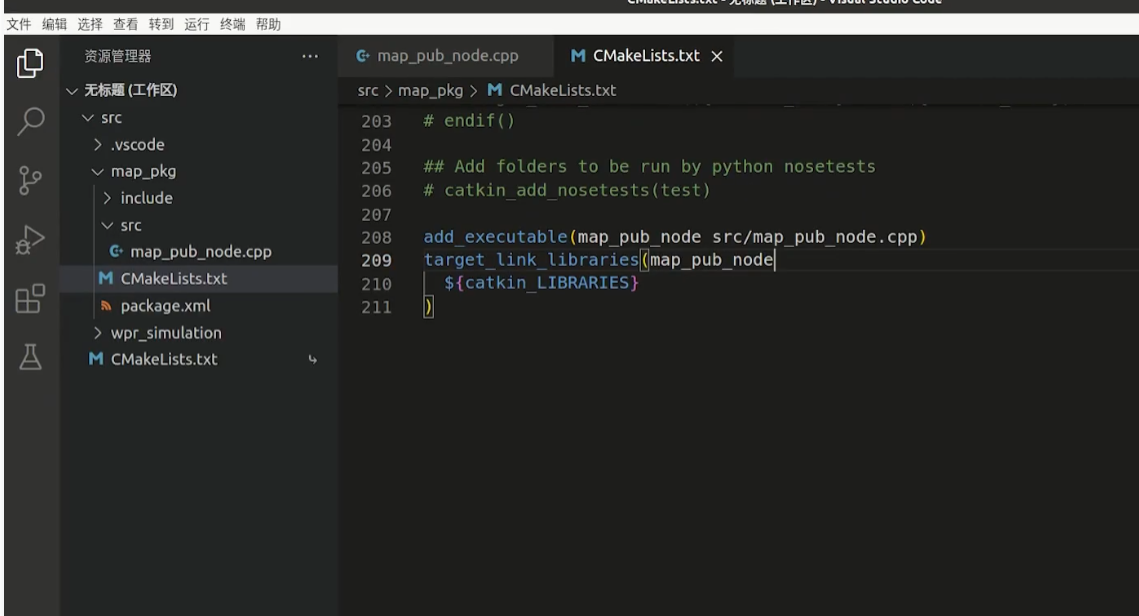 CMakeLists.txt - 无标题 (工作区) - Visual Studio Code
文件 编辑 选择 查看 转到 运行 终端 帮助
资源管理器 ...
无标题 (工作区)
src
.vscode
map_pkg
include
src
map_pub_node.cpp
CMakeLists.txt
package.xml
wpr_simulation
CMakeLists.txt
map_pub_node.cpp CMakeLists.txt
src > map_pkg > CMakeLists.txt
203 # endif()
204
205 ## Add folders to be run by python nosetests
206 # catkin_add_nosetests(test)
207
208 add_executable(map_pub_node src/map_pub_node.cpp)
209 target_link_libraries(map_pub_node
210 ${catkin_LIBRARIES}
211 )